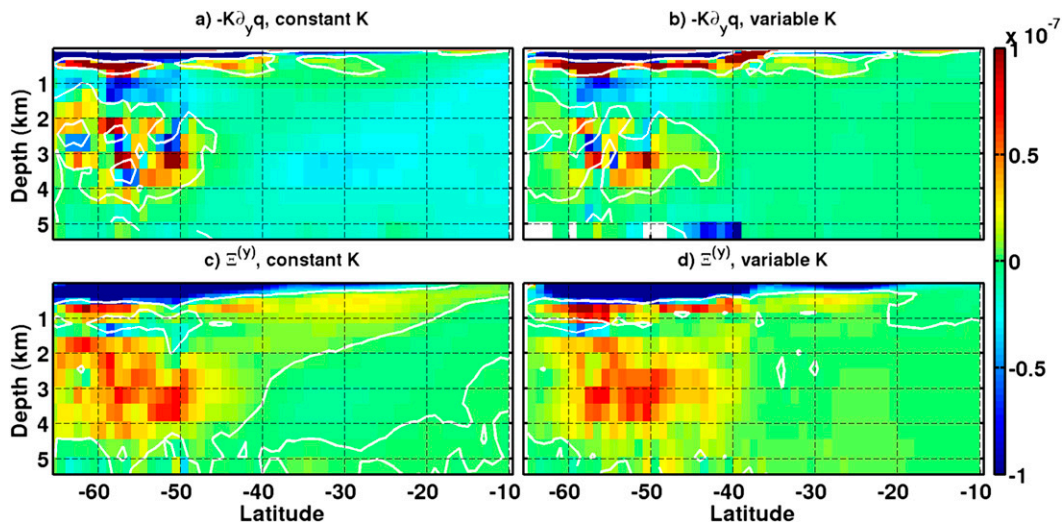 a) -K∂yq, constant K
b) -K∂yq, variable K
x 10⁻⁷
1
0.5
0
-0.5
-1
Depth (km)
1
2
3
4
5
c) Ξ(y), constant K
d) Ξ(y), variable K
Depth (km)
1
2
3
4
5
-60 -50 -40 -30 -20 -10
-60 -50 -40 -30 -20 -10
Latitude
Latitude